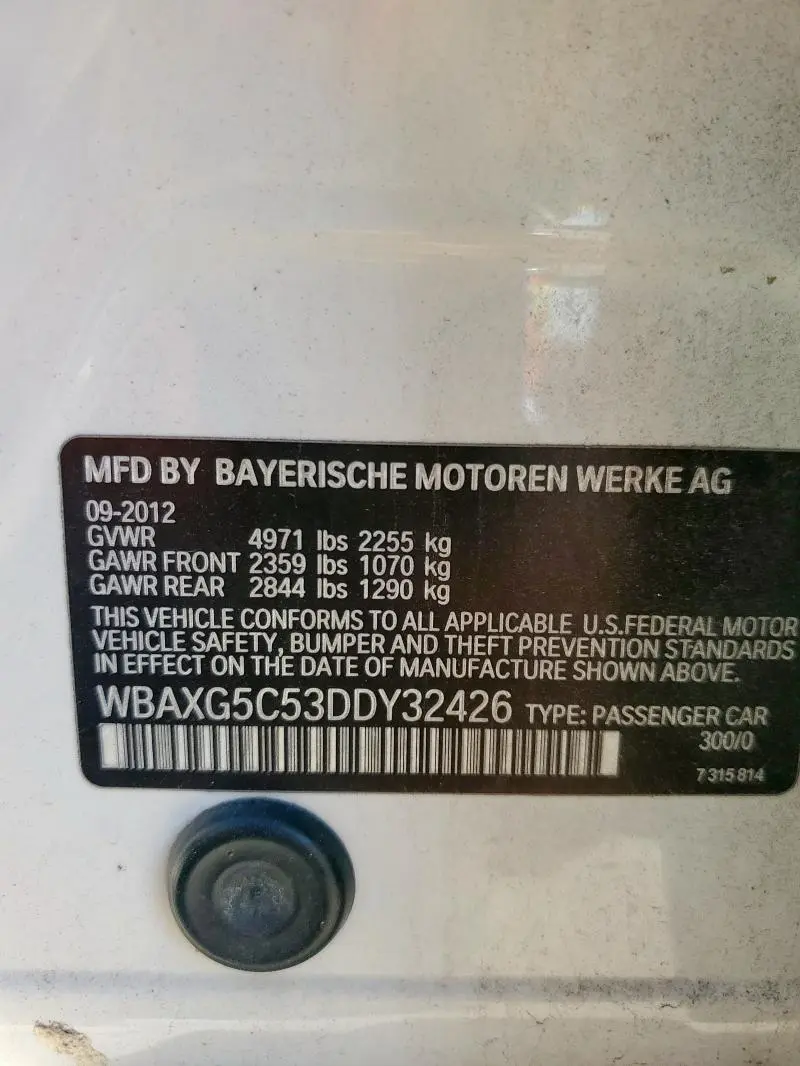 MFD BY BAYERISCHE MOTOREN WERKE AG
09-2012
GVWR 4971 lbs 2255 kg
GAWR FRONT 2359 lbs 1070 kg
GAWR REAR 2844 lbs 1290 kg
THIS VEHICLE CONFORMS TO ALL APPLICABLE U.S.FEDERAL MOTOR
VEHICLE SAFETY, BUMPER AND THEFT PREVENTION STANDARDS
IN EFFECT ON THE DATE OF MANUFACTURE SHOWN ABOVE.
WBAXG5C53DDY32426 TYPE: PASSENGER CAR
300/0
7 315 814